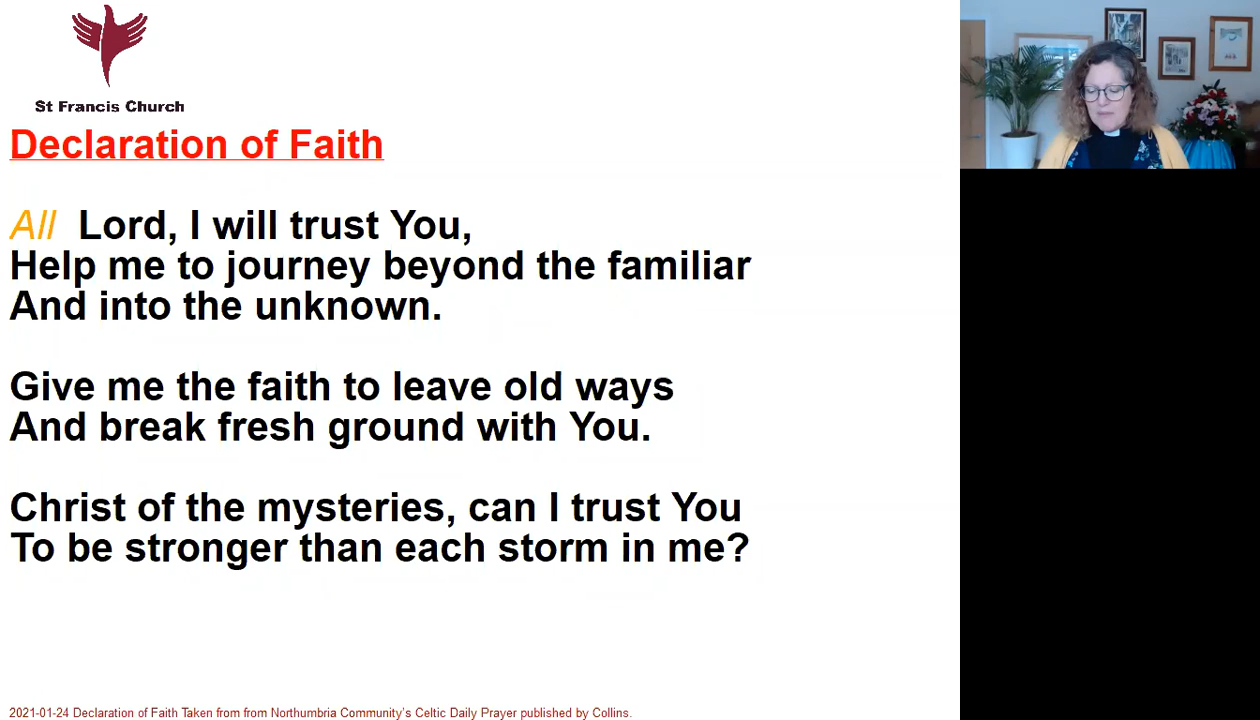 St Francis Church
Declaration of Faith
All Lord, I will trust You,
Help me to journey beyond the familiar
And into the unknown.
Give me the faith to leave old ways
And break fresh ground with You.
Christ of the mysteries, can I trust You
To be stronger than each storm in me?
2021-01-24 Declaration of Faith Taken from from Northumbria Community's Celtic Daily Prayer published by Collins.